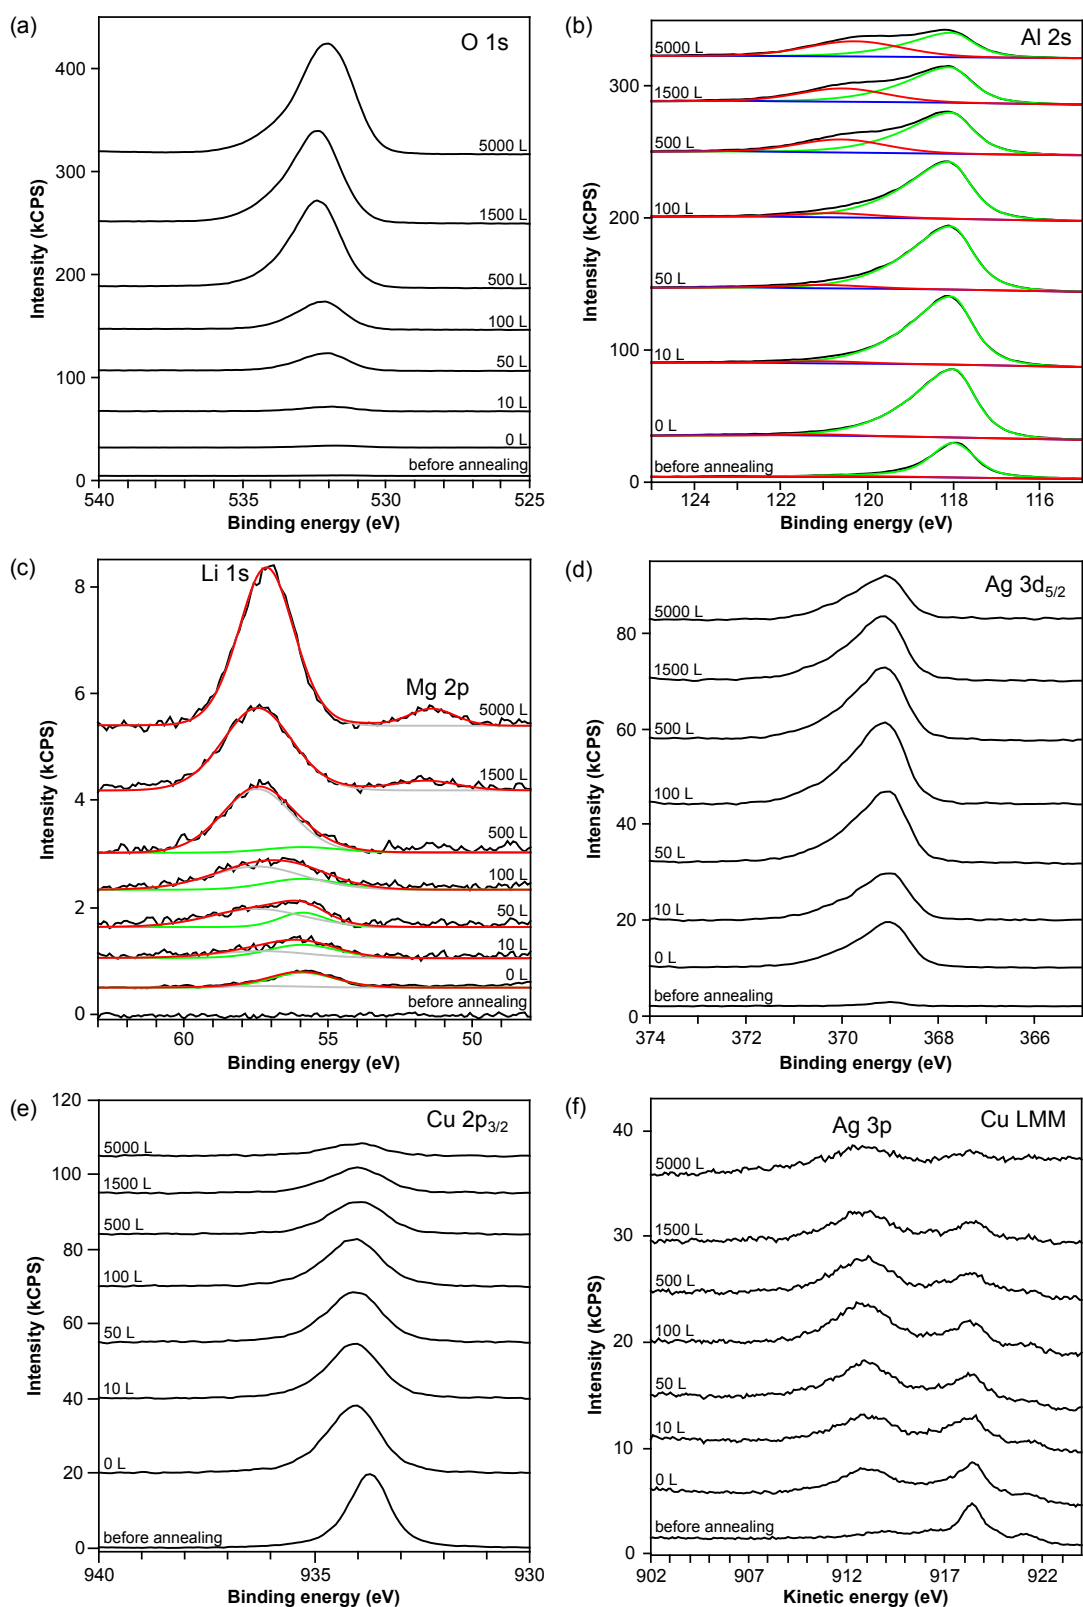 (a)
O 1s
400
300
200
100
0
5000 L
1500 L
500 L
100 L
50 L
10 L
0 L
before annealing
540
535
530
525
Intensity (kCPS)
Binding energy (eV)
(b)
Al 2s
300
200
100
0
5000 L
1500 L
500 L
100 L
50 L
10 L
0 L
before annealing
124
122
120
118
116
Intensity (kCPS)
Binding energy (eV)
(c)
Li 1s
Mg 2p
8
6
4
2
0
5000 L
1500 L
500 L
100 L
50 L
10 L
0 L
before annealing
60
55
50
Intensity (kCPS)
Binding energy (eV)
(d)
Ag 3d5/2
80
60
40
20
0
5000 L
1500 L
500 L
100 L
50 L
10 L
0 L
before annealing
374
372
370
368
366
Intensity (kCPS)
Binding energy (eV)
(e)
Cu 2p3/2
120
100
80
60
40
20
0
5000 L
1500 L
500 L
100 L
50 L
10 L
0 L
before annealing
940
935
930
Intensity (kCPS)
Binding energy (eV)
(f)
Ag 3p
Cu LMM
40
30
20
10
0
5000 L
1500 L
500 L
100 L
50 L
10 L
0 L
before annealing
902
907
912
917
922
Intensity (kCPS)
Kinetic energy (eV)